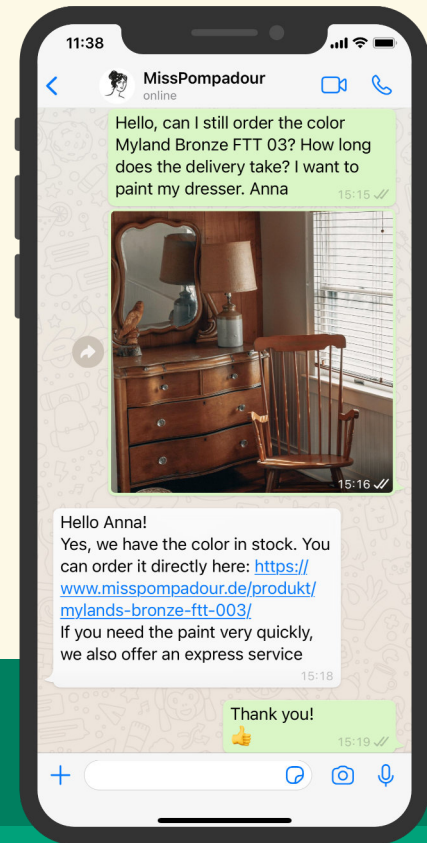 11:38
MissPompadour
online
Hello, can I still order the color
Myland Bronze FTT 03? How long
does the delivery take? I want to
paint my dresser. Anna
15:15
15:16
Hello Anna!
Yes, we have the color in stock. You
can order it directly here: https://
www.misspompadour.de/produkt/
mylands-bronze-ftt-003/
If you need the paint very quickly,
we also offer an express service
15:18
Thank you!
👍
15:19